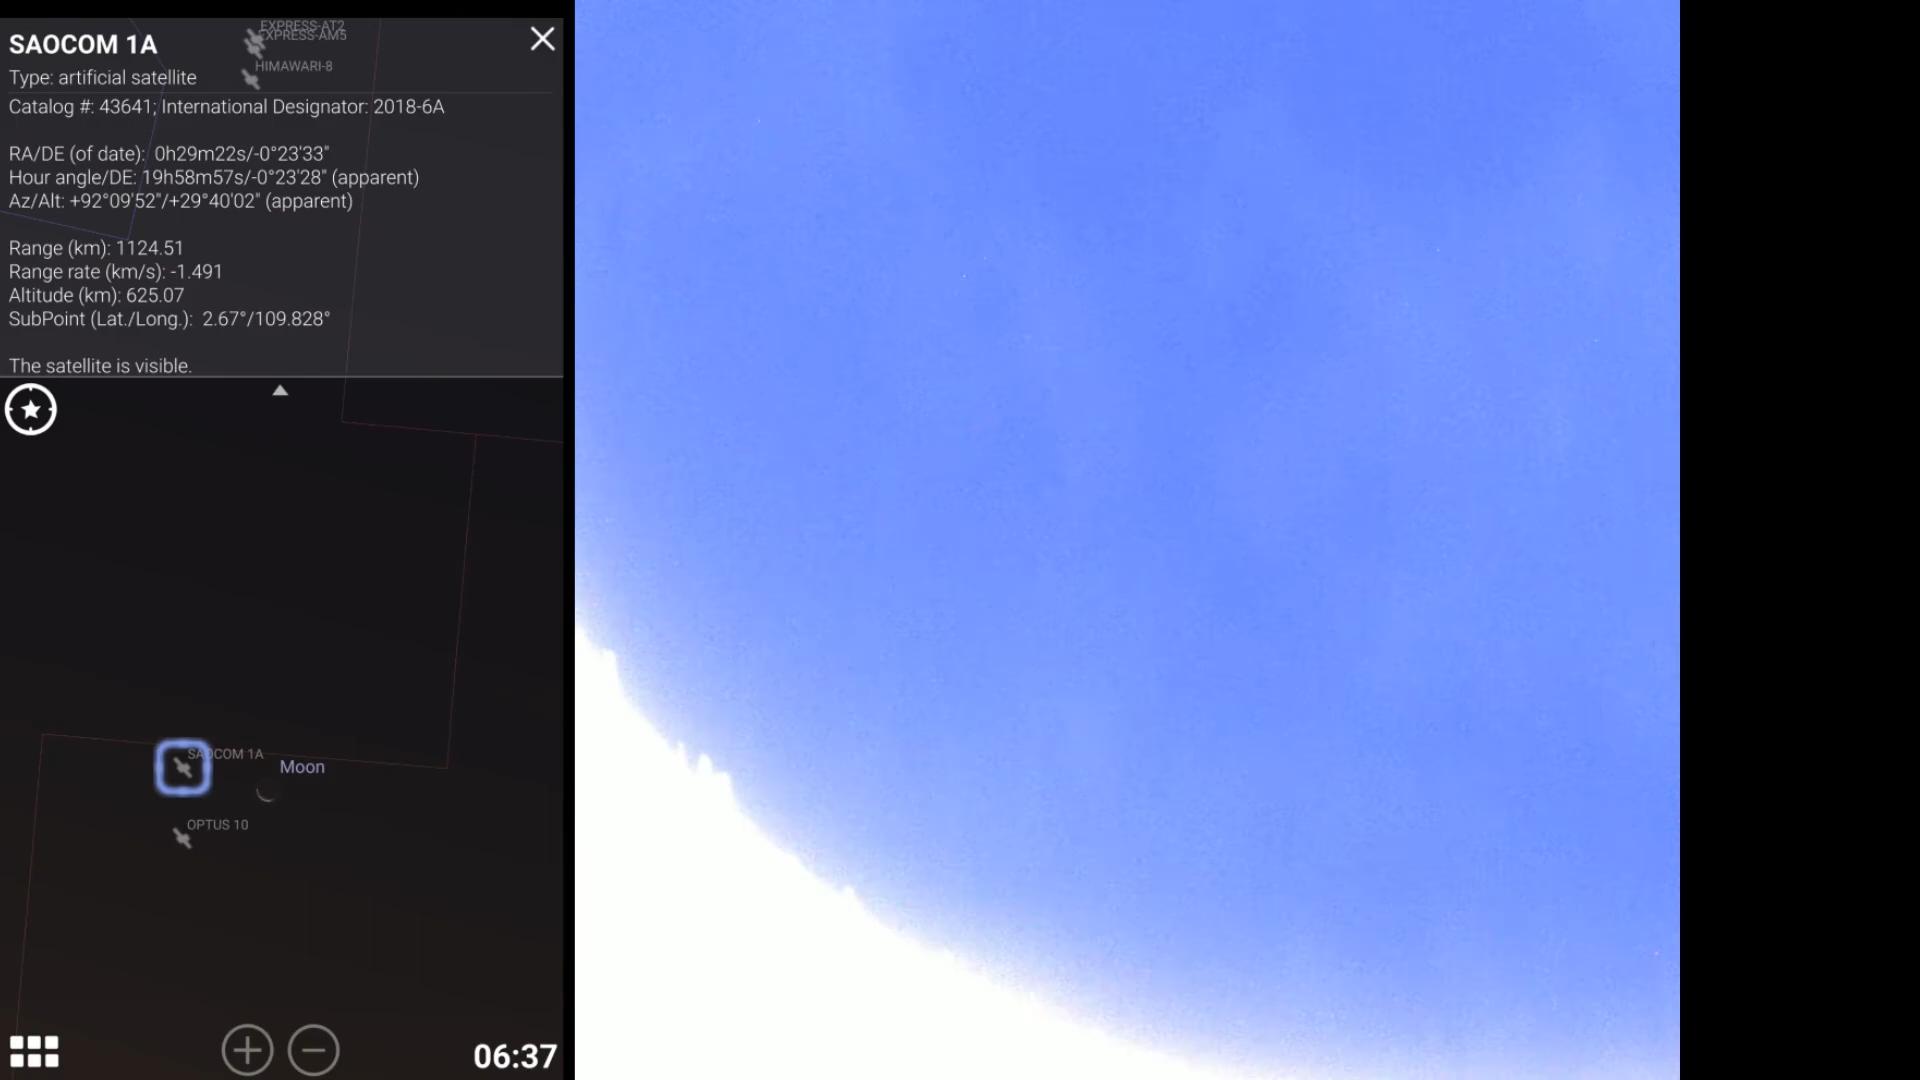 EXPRESS-AT2
EXPRESS-AM5
SAOCOM 1A
HIMAWARI-8
Type: artificial satellite
Catalog #: 43641; International Designator: 2018-6A
RA/DE (of date):  0h29m22s/-0°23'33"
Hour angle/DE: 19h58m57s/-0°23'28" (apparent)
Az/Alt: +92°09'52"/+29°40'02" (apparent)
Range (km): 1124.51
Range rate (km/s): -1.491
Altitude (km): 625.07
SubPoint (Lat./Long.):  2.67°/109.828°
The satellite is visible.
SAOCOM 1A
Moon
OPTUS 10
06:37